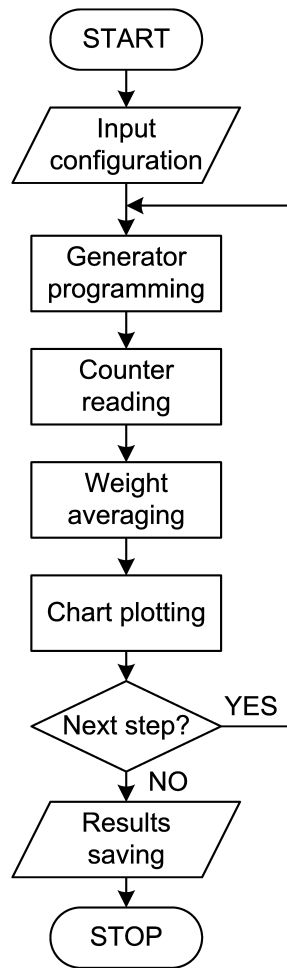 START
Input
configuration
Generator
programming
Counter
reading
Weight
averaging
Chart plotting
Next step?
YES
NO
Results
saving
STOP